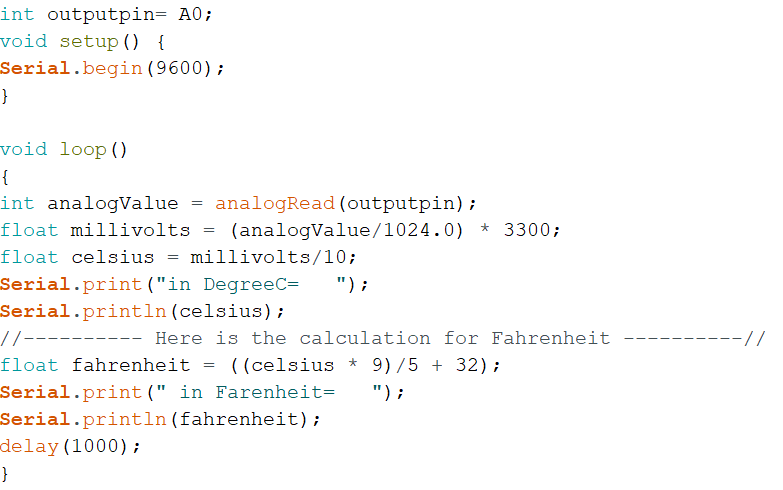 int outputpin= A0;
void setup() {
Serial.begin(9600);
}
void loop()
{
int analogValue = analogRead(outputpin);
float millivolts = (analogValue/1024.0) * 3300;
float celsius = millivolts/10;
Serial.print("in DegreeC=   ");
Serial.println(celsius);
//---------- Here is the calculation for Fahrenheit ----------//
float fahrenheit = ((celsius * 9)/5 + 32);
Serial.print(" in Farenheit=   ");
Serial.println(fahrenheit);
delay(1000);
}